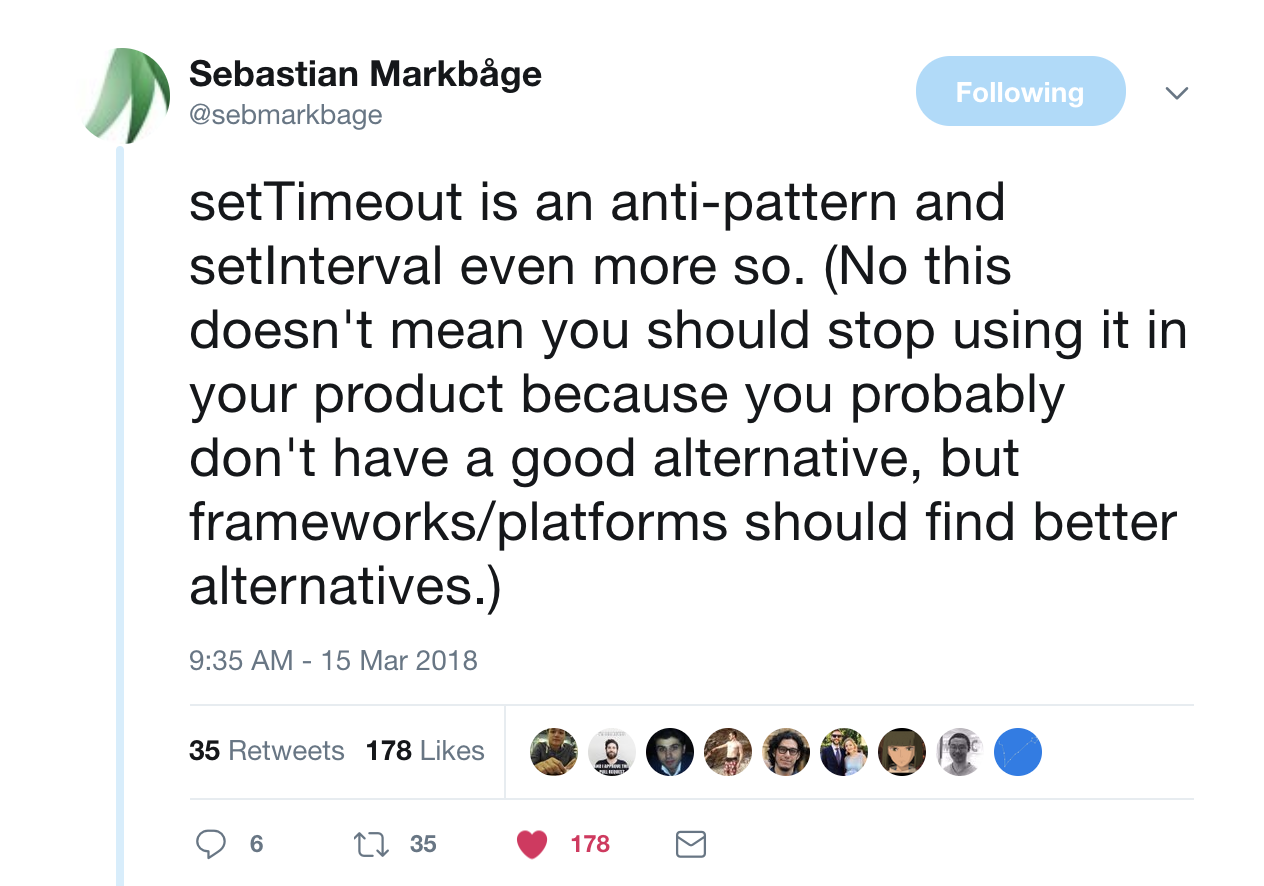 Sebastian Markbåge
@sebmarkbage
Following
setTimeout is an anti-pattern and
setInterval even more so. (No this
doesn't mean you should stop using it in
your product because you probably
don't have a good alternative, but
frameworks/platforms should find better
alternatives.)
9:35 AM - 15 Mar 2018
35 Retweets 178 Likes
6 35 178